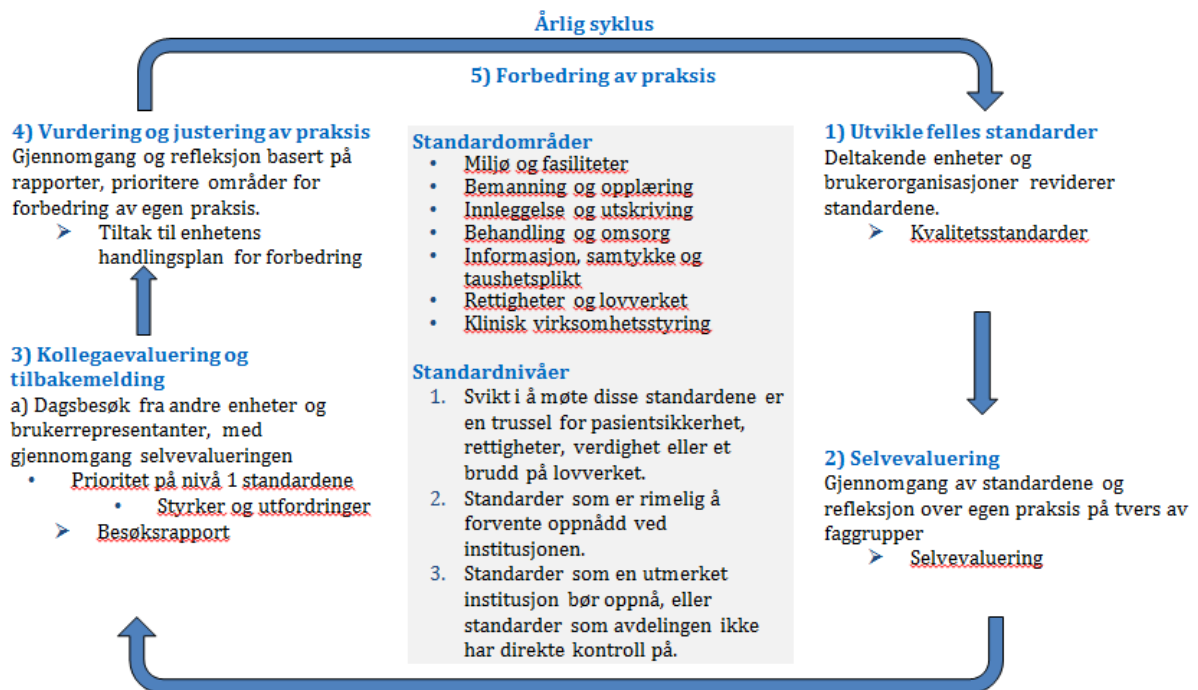 Årlig syklus
5) Forbedring av praksis
4) Vurdering og justering av praksis
Gjennomgang og refleksjon basert på
rapporter, prioritere områder for
forbedring av egen praksis.
➢ Tiltak til enhetens
handlingsplan for forbedring
3) Kollegaevaluering og
tilbakemelding
a) Dagsbesøk fra andre enheter og
brukerrepresentanter, med
gjennomgang selvevalueringen
• Prioritet på nivå 1 standardene
• Styrker og utfordringer
➢ Besøksrapport
Standardområder
• Miljø og fasiliteter
• Bemanning og opplæring
• Innleggelse og utskriving
• Behandling og omsorg
• Informasjon, samtykke og
taushetsplikt
• Rettigheter og lovverket
• Klinisk virksomhetsstyring
Standardnivåer
1. Svikt i å møte disse standardene er
en trussel for pasientsikkerhet,
rettigheter, verdighet eller et
brudd på lovverket.
2. Standarder som er rimelig å
forvente oppnådd ved
institusjonen.
3. Standarder som en utmerket
institusjon bør oppnå, eller
standarder som avdelingen ikke
har direkte kontroll på.
1) Utvikle felles standarder
Deltakende enheter og
brukerorganisasjoner reviderer
standardene.
➢ Kvalitetsstandarder
2) Selvevaluering
Gjennomgang av standardene og
refleksjon over egen praksis på tvers av
faggrupper
➢ Selvevaluering